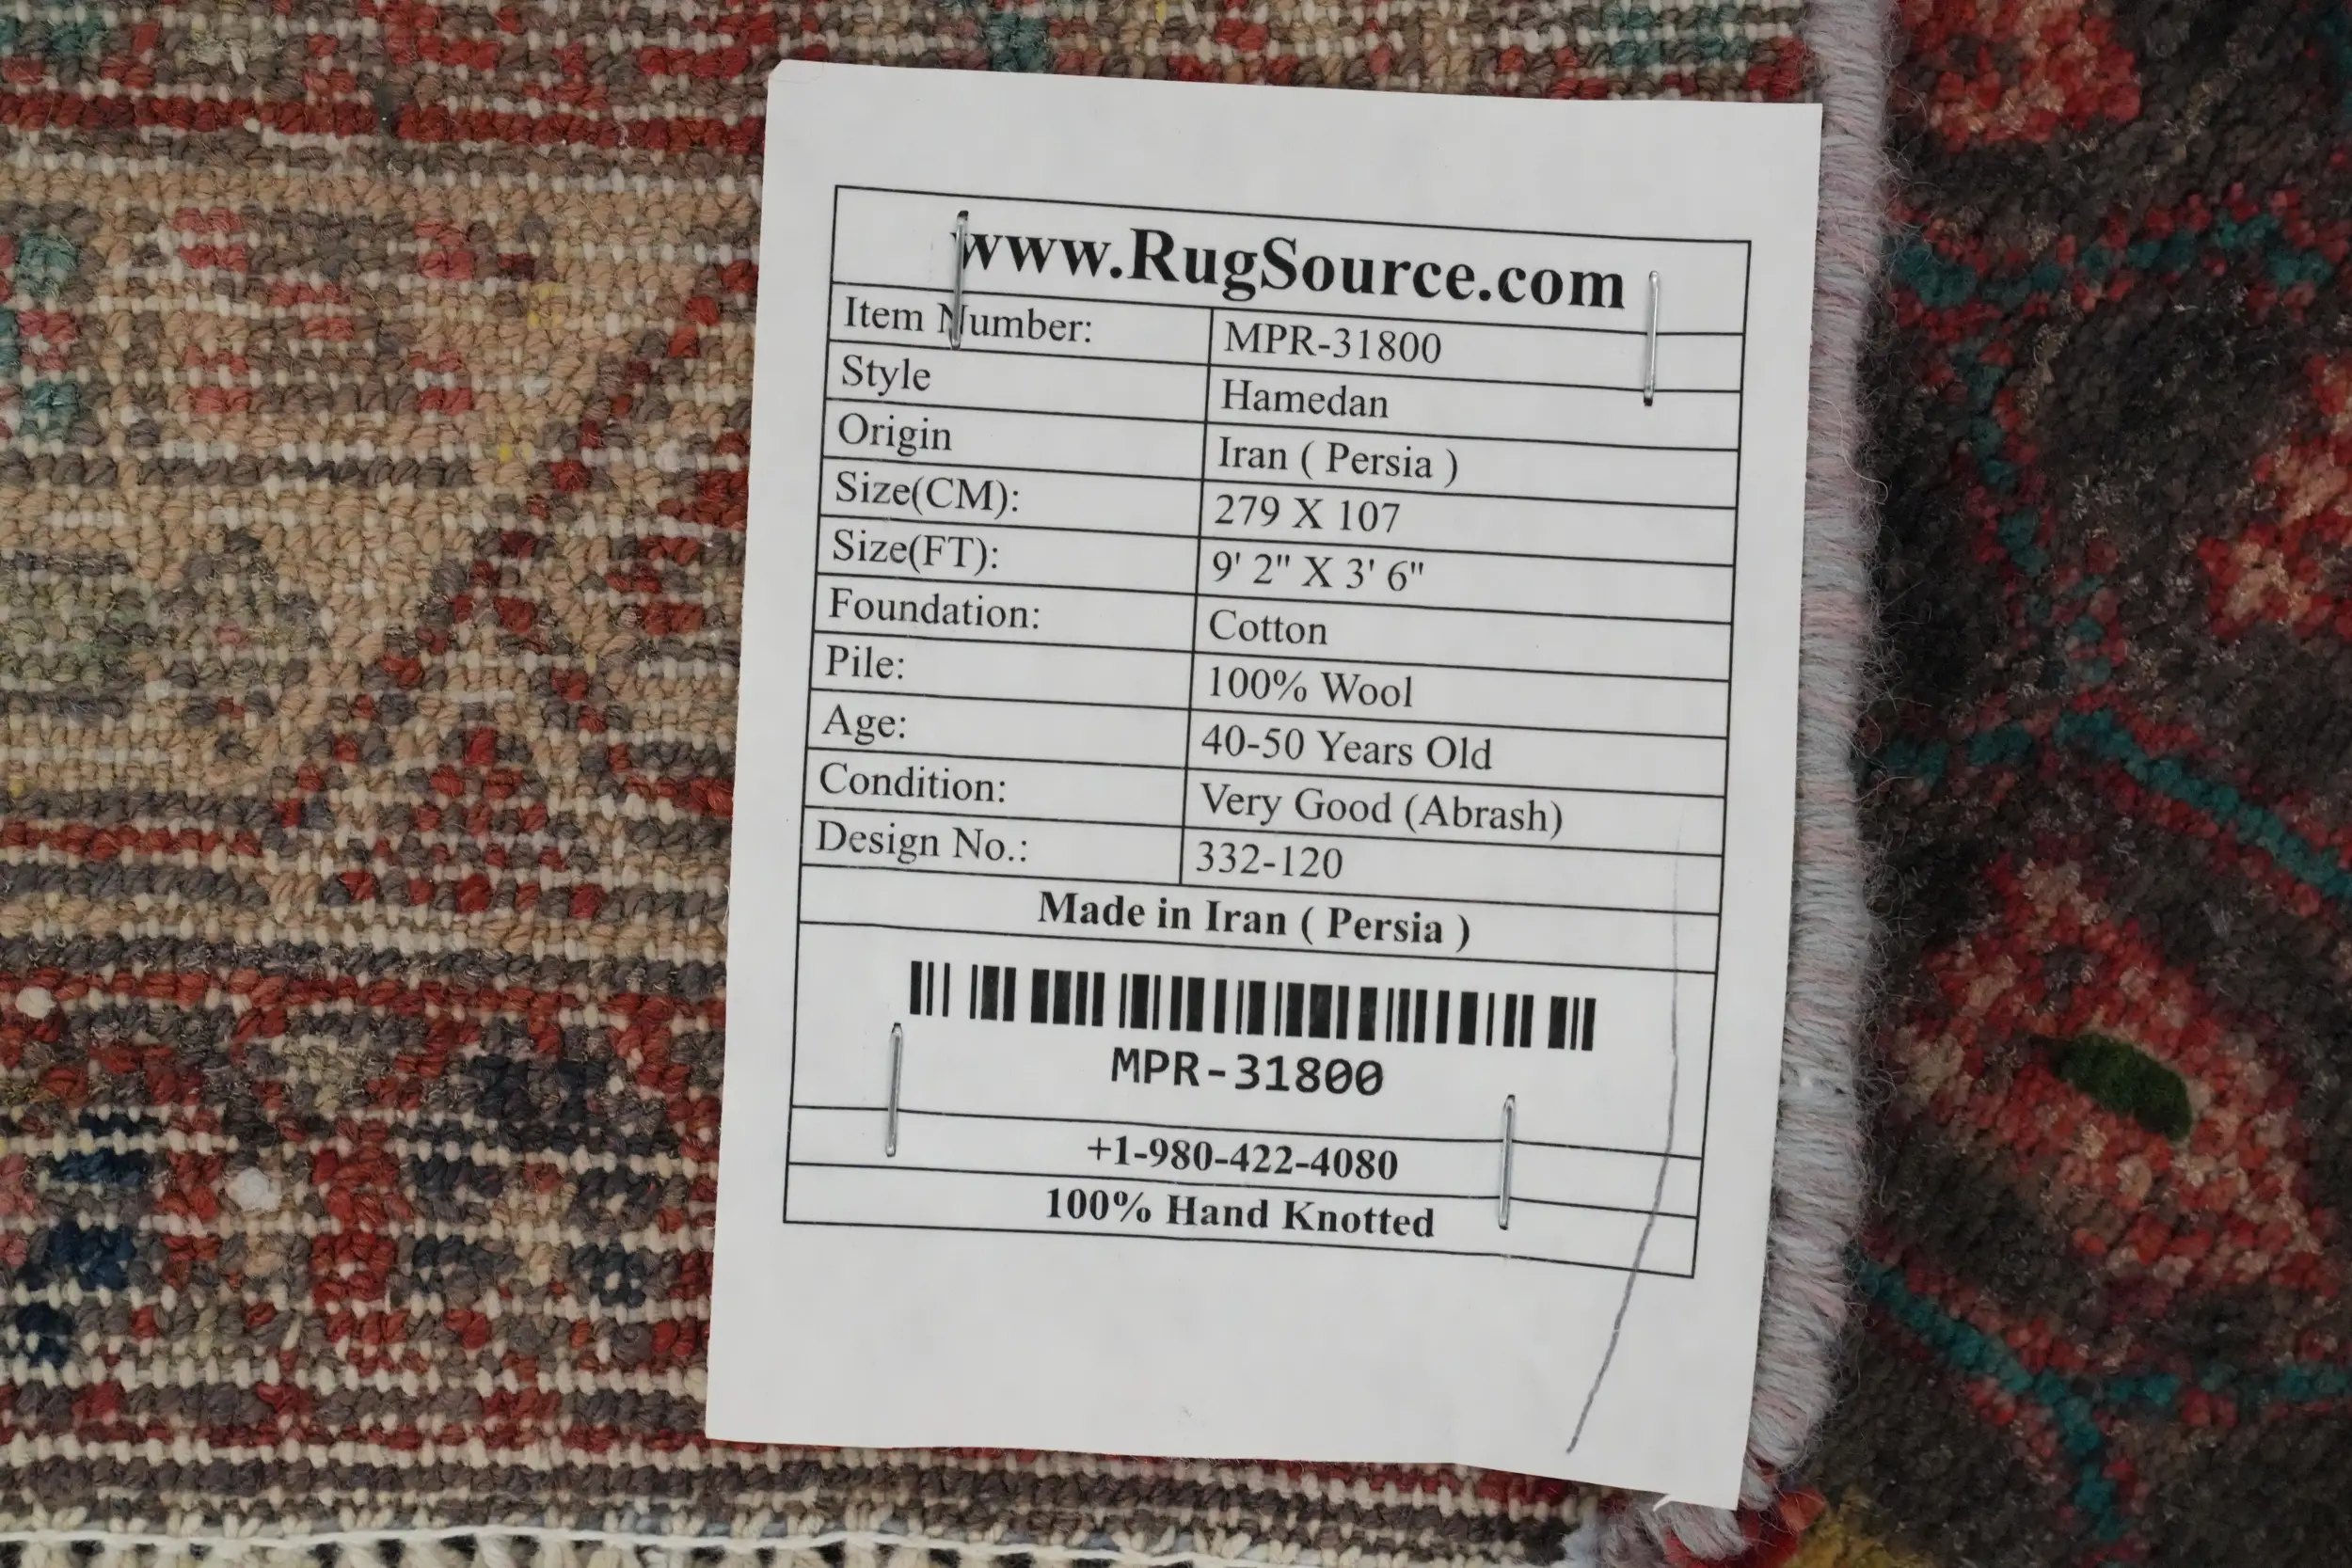 www.RugSource.com
Item Number: MPR-31800
Style Hamedan
Origin Iran ( Persia )
Size(CM): 279 X 107
Size(FT): 9' 2" X 3' 6"
Foundation: Cotton
Pile: 100% Wool
Age: 40-50 Years Old
Condition: Very Good (Abrash)
Design No.: 332-120
Made in Iran ( Persia )
MPR-31800
+1-980-422-4080
100% Hand Knotted